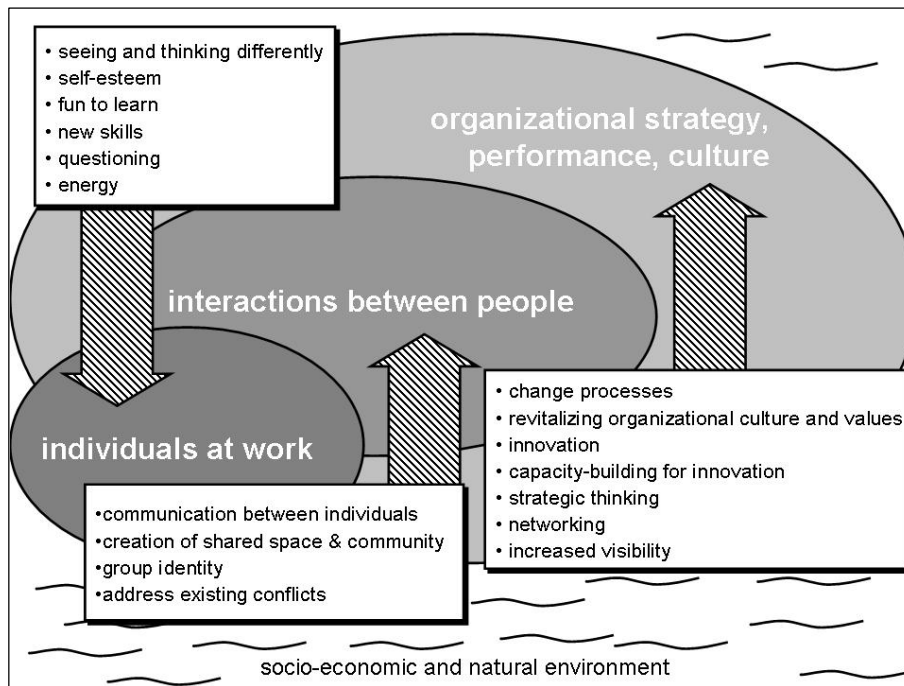 • seeing and thinking differently
• self-esteem
• fun to learn
• new skills
• questioning
• energy
organizational strategy,
performance, culture
interactions between people
individuals at work
• change processes
• revitalizing organizational culture and values
• innovation
• capacity-building for innovation
• strategic thinking
• networking
• increased visibility
•communication between individuals
•creation of shared space & community
•group identity
•address existing conflicts
socio-economic and natural environment